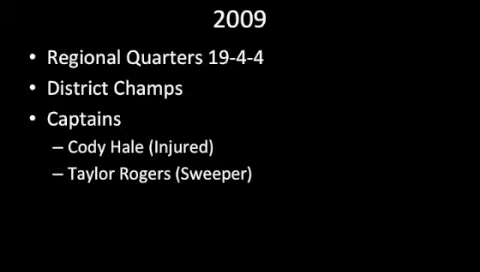 2009
• Regional Quarters 19-4-4
• District Champs
• Captains
– Cody Hale (Injured)
– Taylor Rogers (Sweeper)